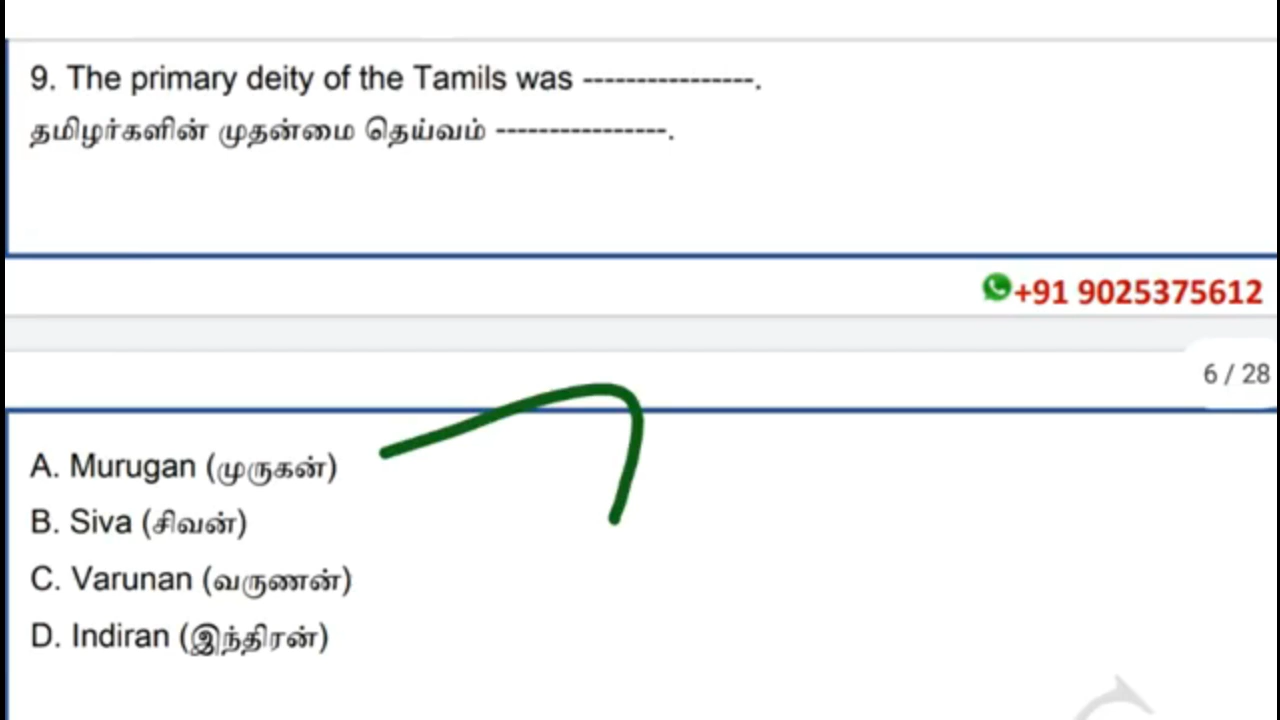 9. The primary deity of the Tamils was ----------------.
தமிழர்களின் முதன்மை தெய்வம் ----------------.
+91 9025375612
6 / 28
A. Murugan (முருகன்)
B. Siva (சிவன்)
C. Varunan (வருணன்)
D. Indiran (இந்திரன்)